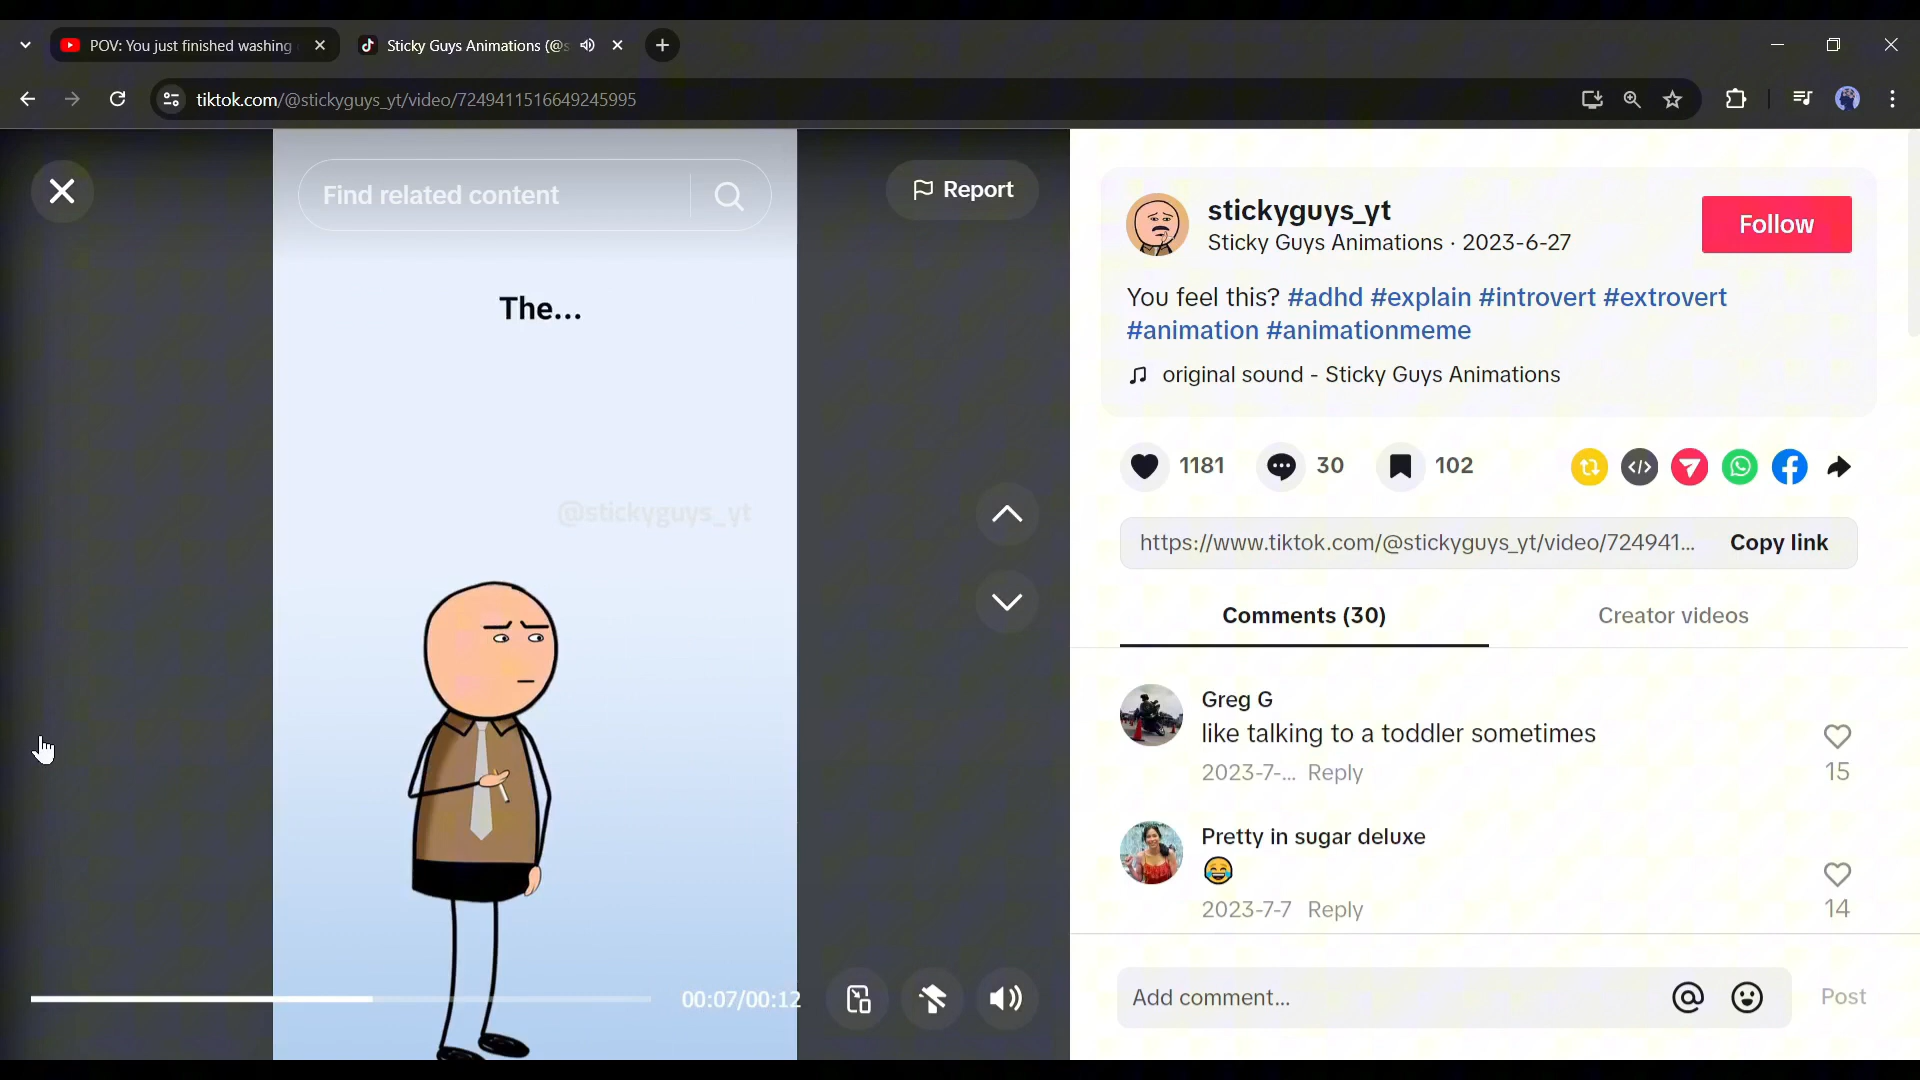 POV: You just finished washing
Sticky Guys Animations (@s
tiktok.com/@stickyguys_yt/video/7249411516649245995
Find related content
Report
The...
@stickyguys_yt
00:07/00:12
stickyguys_yt
Sticky Guys Animations · 2023-6-27
Follow
You feel this? #adhd #explain #introvert #extrovert
#animation #animationmeme
original sound - Sticky Guys Animations
1181
30
102
https://www.tiktok.com/@stickyguys_yt/video/724941...
Copy link
Comments (30)
Creator videos
Greg G
like talking to a toddler sometimes
2023-7-... Reply
15
Pretty in sugar deluxe
😂
2023-7-7 Reply
14
Add comment...
Post